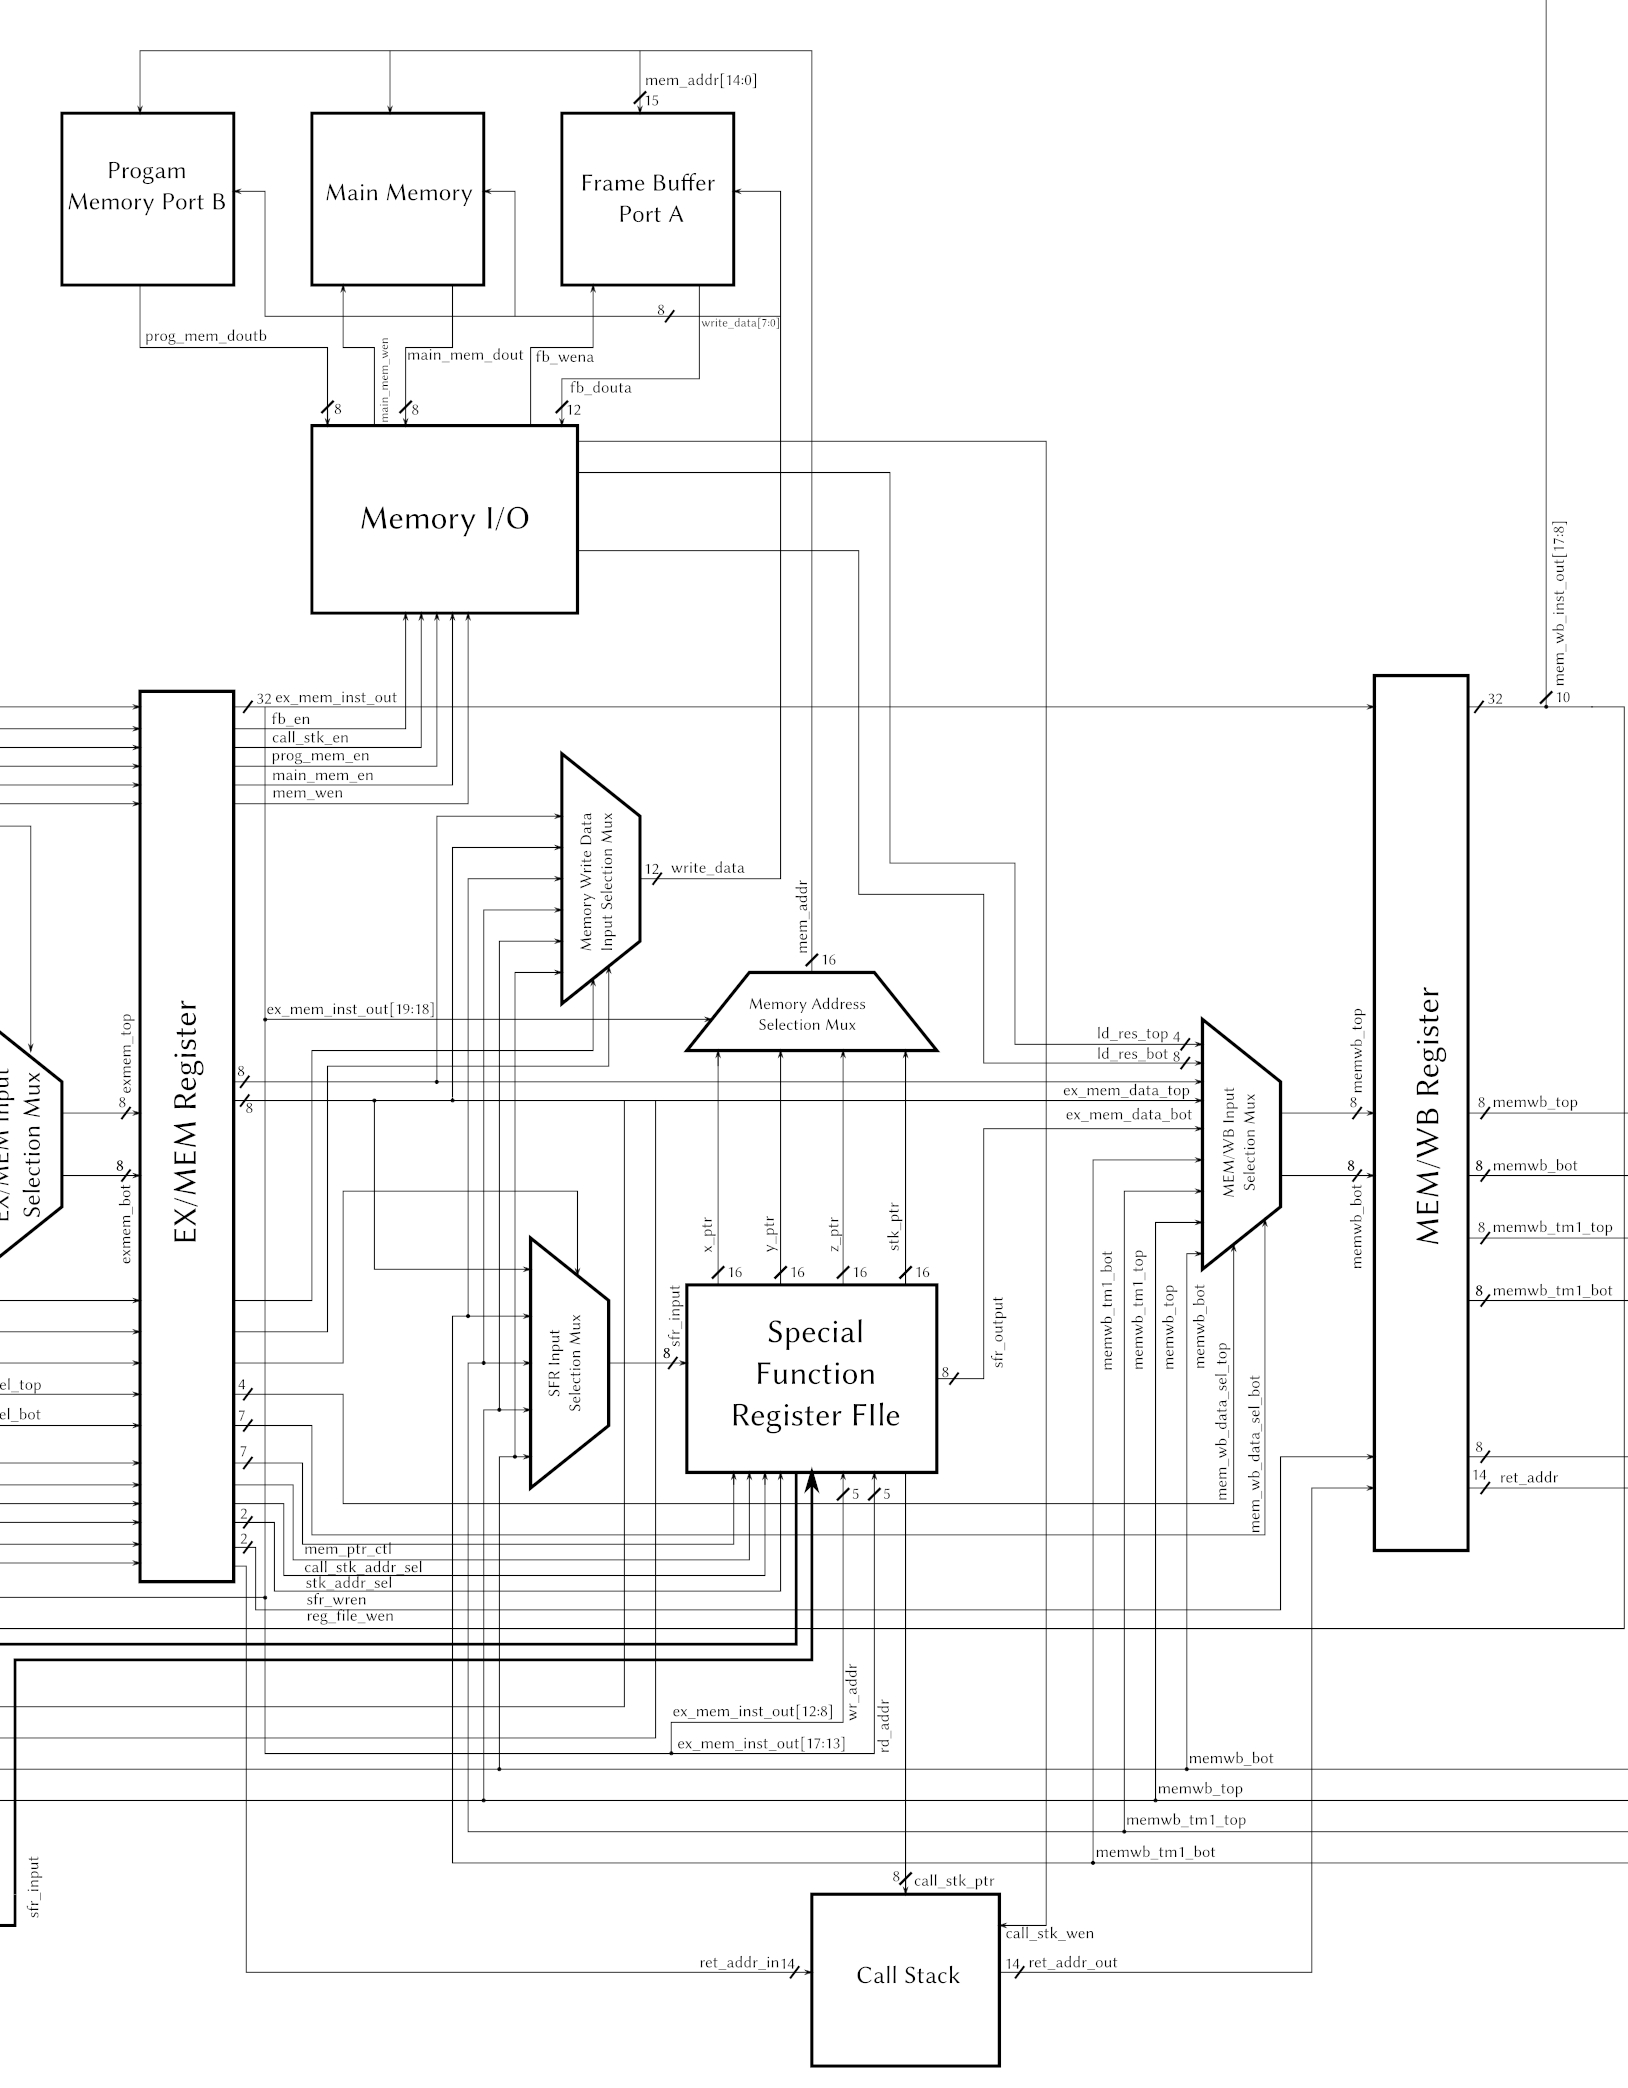 mem_addr[14:0]
15
Progam
Memory Port B
Main Memory
Frame Buffer
Port A
8
write_data[7:0]
prog_mem_doutb
main_mem_wen
main_mem_dout
fb_wena
fb_douta
8
8
12
Memory I/O
mem_wb_inst_out[17:8]
10
32
ex_mem_inst_out
32
fb_en
call_stk_en
prog_mem_en
main_mem_en
mem_wen
Memory Write Data
Input Selection Mux
12
write_data
mem_addr
16
Memory Address
Selection Mux
ex_mem_inst_out[19:18]
EX/MEM Input
Selection Mux
exmem_top
8
8
exmem_bot
EX/MEM Register
8
8
ld_res_top
4
ld_res_bot
8
ex_mem_data_top
ex_mem_data_bot
MEM/WB Input
Selection Mux
memwb_top
8
8
memwb_bot
MEM/WB Register
8
memwb_top
8
memwb_bot
8
memwb_tm1_top
8
memwb_tm1_bot
x_ptr
y_ptr
z_ptr
stk_ptr
16
16
16
16
SFR Input
Selection Mux
8
sfr_input
Special
Function
Register FIle
8
sfr_output
memwb_tm1_bot
memwb_tm1_top
memwb_top
memwb_bot
mem_wb_data_sel_top
mem_wb_data_sel_bot
el_top
el_bot
4
7
7
2
2
5
5
8
14
ret_addr
mem_ptr_ctl
call_stk_addr_sel
stk_addr_sel
sfr_wren
reg_file_wen
wr_addr
rd_addr
ex_mem_inst_out[12:8]
ex_mem_inst_out[17:13]
memwb_bot
memwb_top
memwb_tm1_top
memwb_tm1_bot
sfr_input
8
call_stk_ptr
call_stk_wen
ret_addr_in
14
Call Stack
14
ret_addr_out